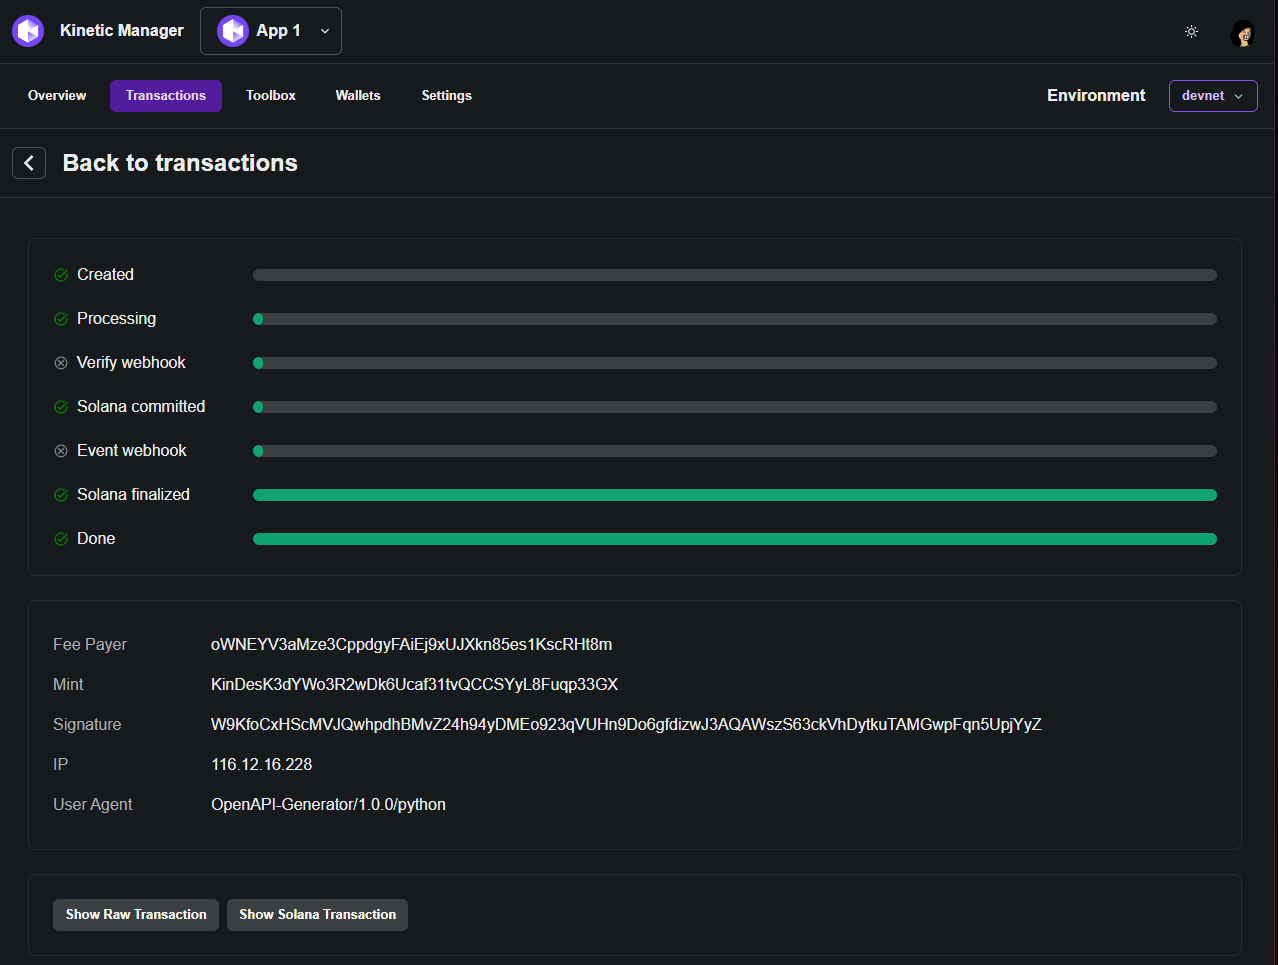 Kinetic Manager App 1
Overview Transactions Toolbox Wallets Settings Environment devnet
Back to transactions
Created
Processing
Verify webhook
Solana committed
Event webhook
Solana finalized
Done
Fee Payer oWNEYV3aMze3CppdgyFAiEj9xUJXkn85es1KscRHt8m
Mint KinDesK3dYWo3R2wDk6Ucaf31tvQCCSYyL8Fuqp33GX
Signature W9KfoCxHScMVJQwhpdhBMvZ24h94yDMEo923qVUHn9Do6gfdizwJ3AQAWszS63ckVhDytkuTAMGwpFqn5UpjYyZ
IP 116.12.16.228
User Agent OpenAPI-Generator/1.0.0/python
Show Raw Transaction Show Solana Transaction